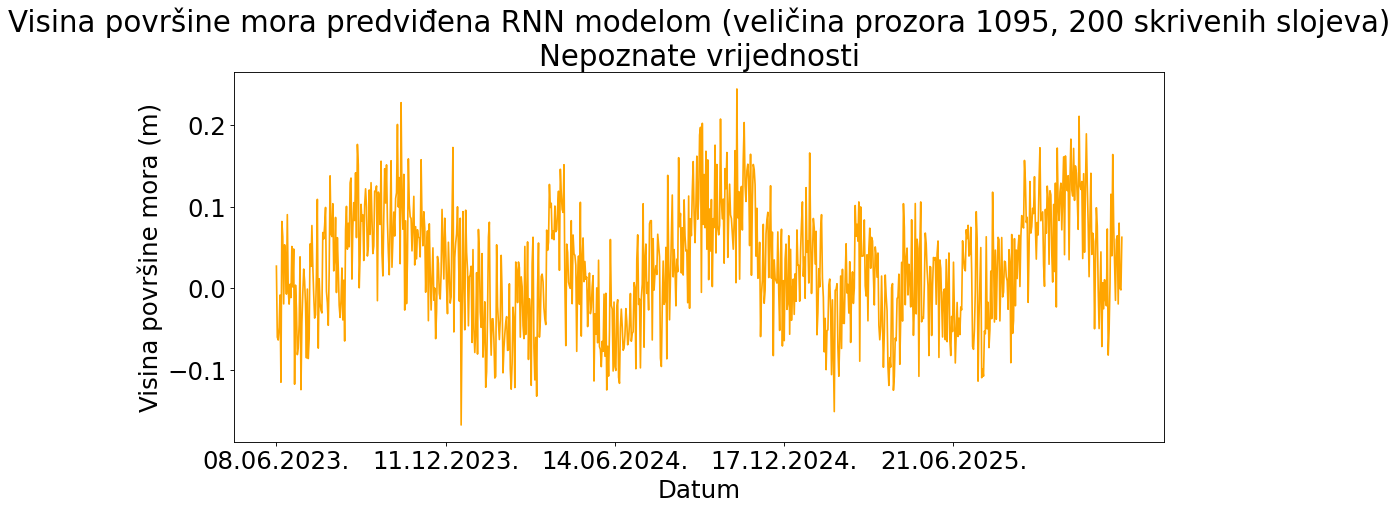 Visina površine mora predviđena RNN modelom (veličina prozora 1095, 200 skrivenih slojeva)
Nepoznate vrijednosti
Visina površine mora (m)
0.2
0.1
0.0
−0.1
08.06.2023. 11.12.2023. 14.06.2024. 17.12.2024. 21.06.2025.
Datum